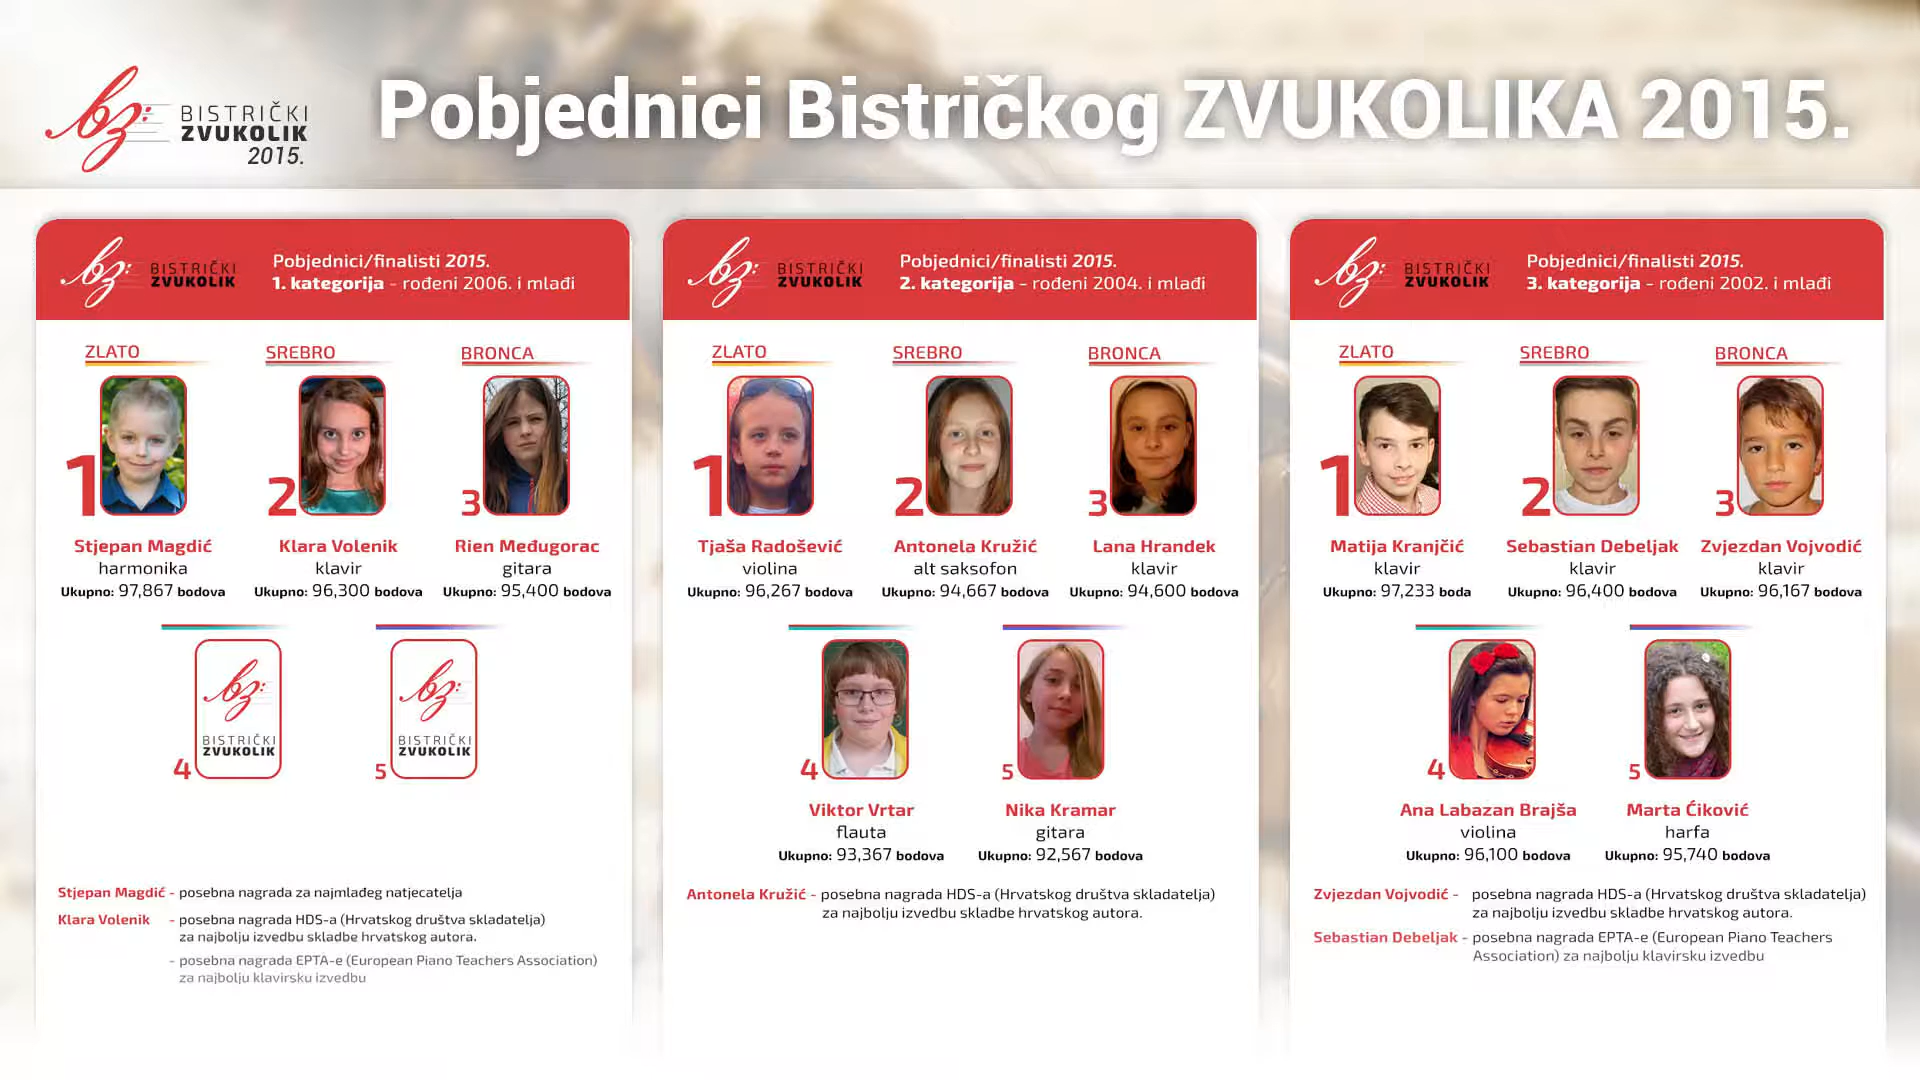 bz:
BISTRIČKI
ZVUKOLIK
2015.
Pobjednici Bistričkog ZVUKOLIKA 2015.
bz:
BISTRIČKI
ZVUKOLIK
Pobjednici/finalisti 2015.
1. kategorija - rođeni 2006. i mlađi
ZLATO
SREBRO
BRONCA
1
2
3
Stjepan Magdić
harmonika
Ukupno: 97,867 bodova
Klara Volenik
klavir
Ukupno: 96,300 bodova
Rien Međugorac
gitara
Ukupno: 95,400 bodova
bz:
BISTRIČKI
ZVUKOLIK
4
bz:
BISTRIČKI
ZVUKOLIK
5
Stjepan Magdić - posebna nagrada za najmlađeg natjecatelja
Klara Volenik - posebna nagrada HDS-a (Hrvatskog društva skladatelja)
za najbolju izvedbu skladbe hrvatskog autora.
- posebna nagrada EPTA-e (European Piano Teachers Association)
za najbolju klavirsku izvedbu
bz:
BISTRIČKI
ZVUKOLIK
Pobjednici/finalisti 2015.
2. kategorija - rođeni 2004. i mlađi
ZLATO
SREBRO
BRONCA
1
2
3
Tjaša Radošević
violina
Ukupno: 96,267 bodova
Antonela Kružić
alt saksofon
Ukupno: 94,667 bodova
Lana Hrandek
klavir
Ukupno: 94,600 bodova
4
5
Viktor Vrtar
flauta
Ukupno: 93,367 bodova
Nika Kramar
gitara
Ukupno: 92,567 bodova
Antonela Kružić - posebna nagrada HDS-a (Hrvatskog društva skladatelja)
za najbolju izvedbu skladbe hrvatskog autora.
bz:
BISTRIČKI
ZVUKOLIK
Pobjednici/finalisti 2015.
3. kategorija - rođeni 2002. i mlađi
ZLATO
SREBRO
BRONCA
1
2
3
Matija Kranjčić
klavir
Ukupno: 97,233 boda
Sebastian Debeljak
klavir
Ukupno: 96,400 bodova
Zvjezdan Vojvodić
klavir
Ukupno: 96,167 bodova
4
5
Ana Labazan Brajša
violina
Ukupno: 96,100 bodova
Marta Ćiković
harfa
Ukupno: 95,740 bodova
Zvjezdan Vojvodić - posebna nagrada HDS-a (Hrvatskog društva skladatelja)
za najbolju izvedbu skladbe hrvatskog autora.
Sebastian Debeljak - posebna nagrada EPTA-e (European Piano Teachers
Association) za najbolju klavirsku izvedbu